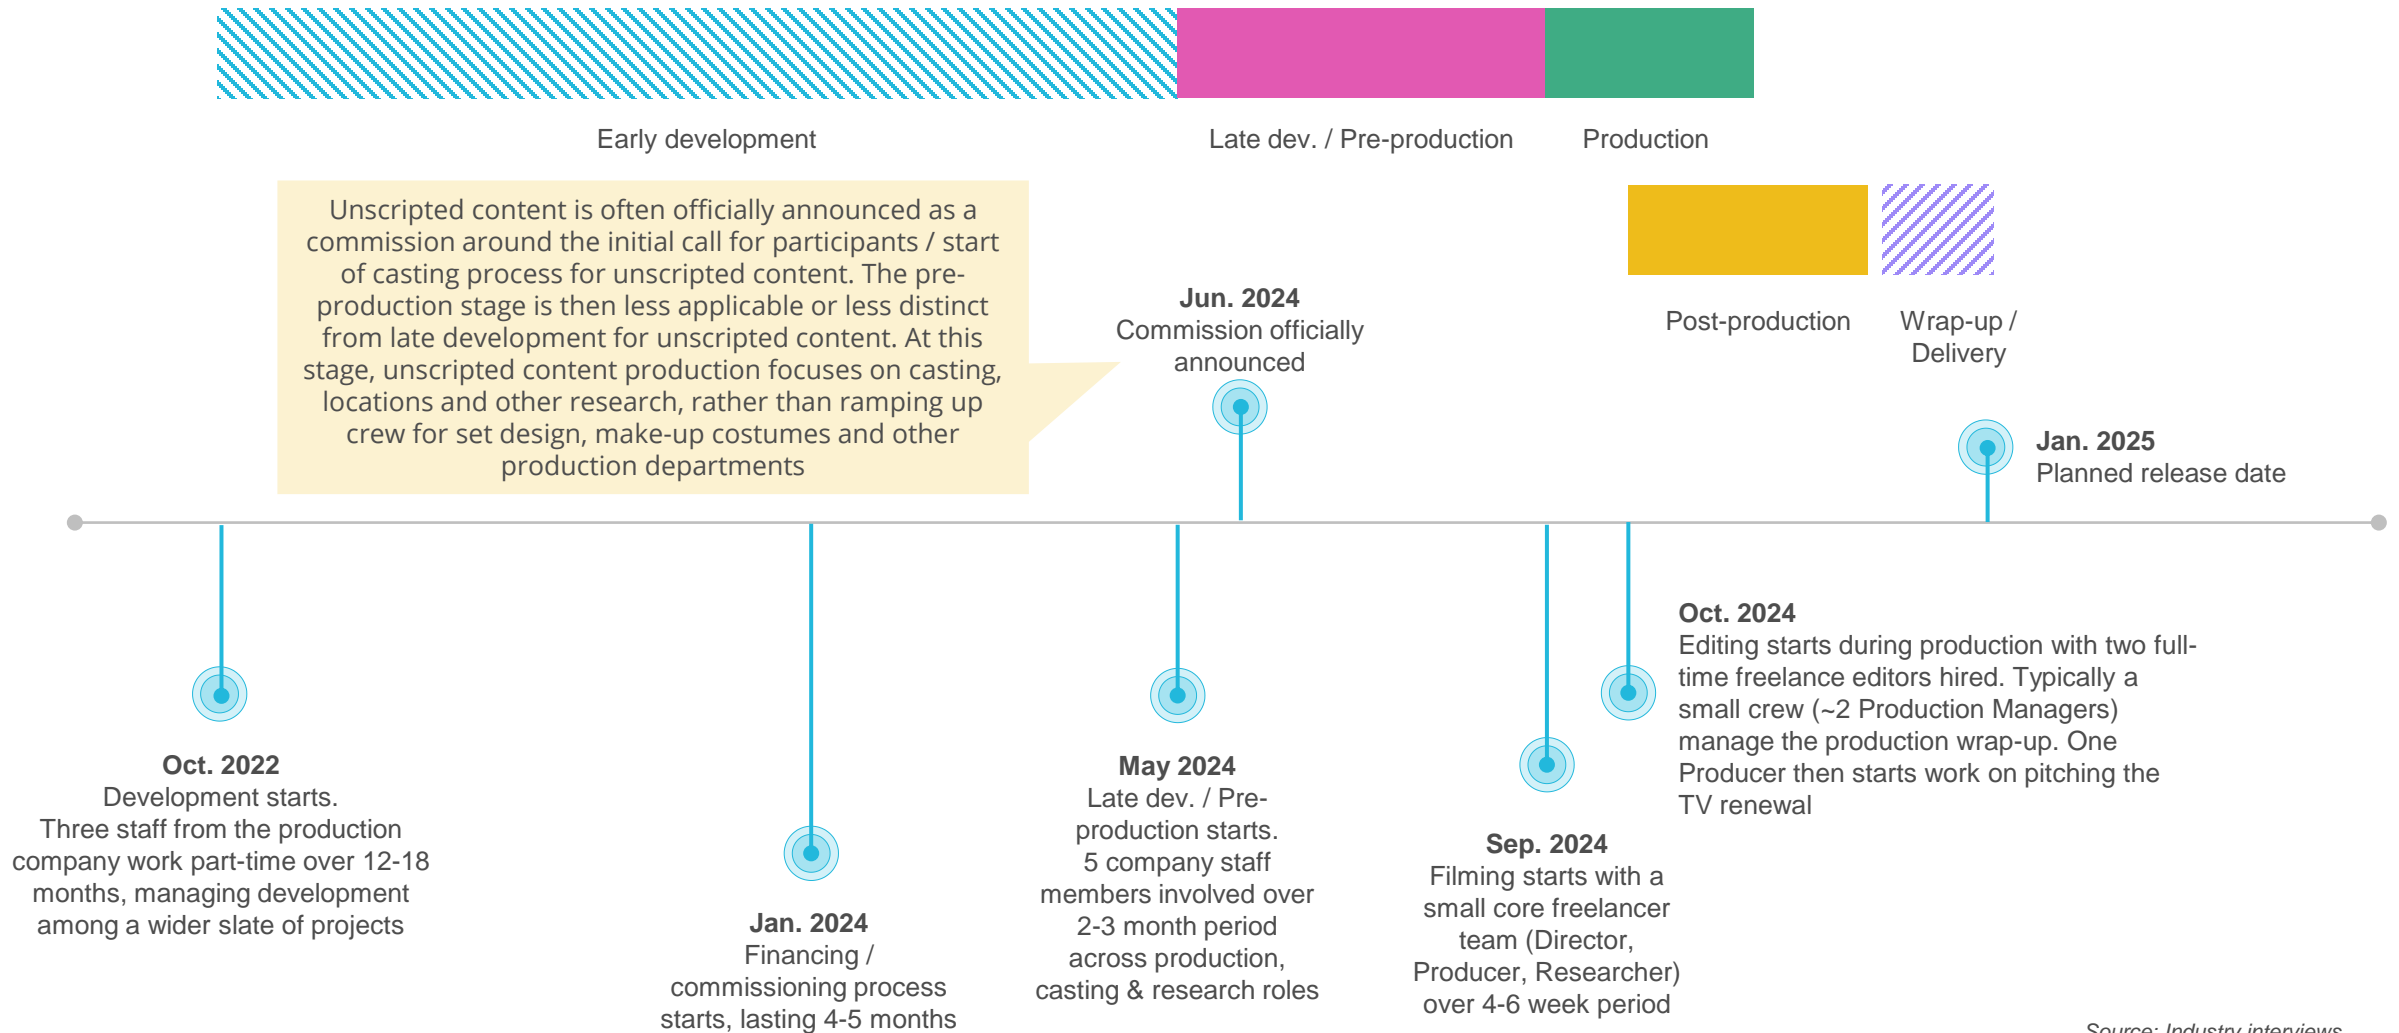 Early development
Late dev. / Pre-production
Production
Unscripted content is often officially announced as a
commission around the initial call for participants / start
of casting process for unscripted content. The pre-
production stage is then less applicable or less distinct
from late development for unscripted content. At this
stage, unscripted content production focuses on casting,
locations and other research, rather than ramping up
crew for set design, make-up costumes and other
production departments
Jun. 2024
Commission officially
announced
Post-production
Wrap-up /
Delivery
Jan. 2025
Planned release date
Oct. 2022
Development starts.
Three staff from the production
company work part-time over 12-18
months, managing development
among a wider slate of projects
Jan. 2024
Financing /
commissioning process
starts, lasting 4-5 months
May 2024
Late dev. / Pre-
production starts.
5 company staff
members involved over
2-3 month period
across production,
casting & research roles
Sep. 2024
Filming starts with a
small core freelancer
team (Director,
Producer, Researcher)
over 4-6 week period
Oct. 2024
Editing starts during production with two full-
time freelance editors hired. Typically a
small crew (~2 Production Managers)
manage the production wrap-up. One
Producer then starts work on pitching the
TV renewal
Source: Industry interviews